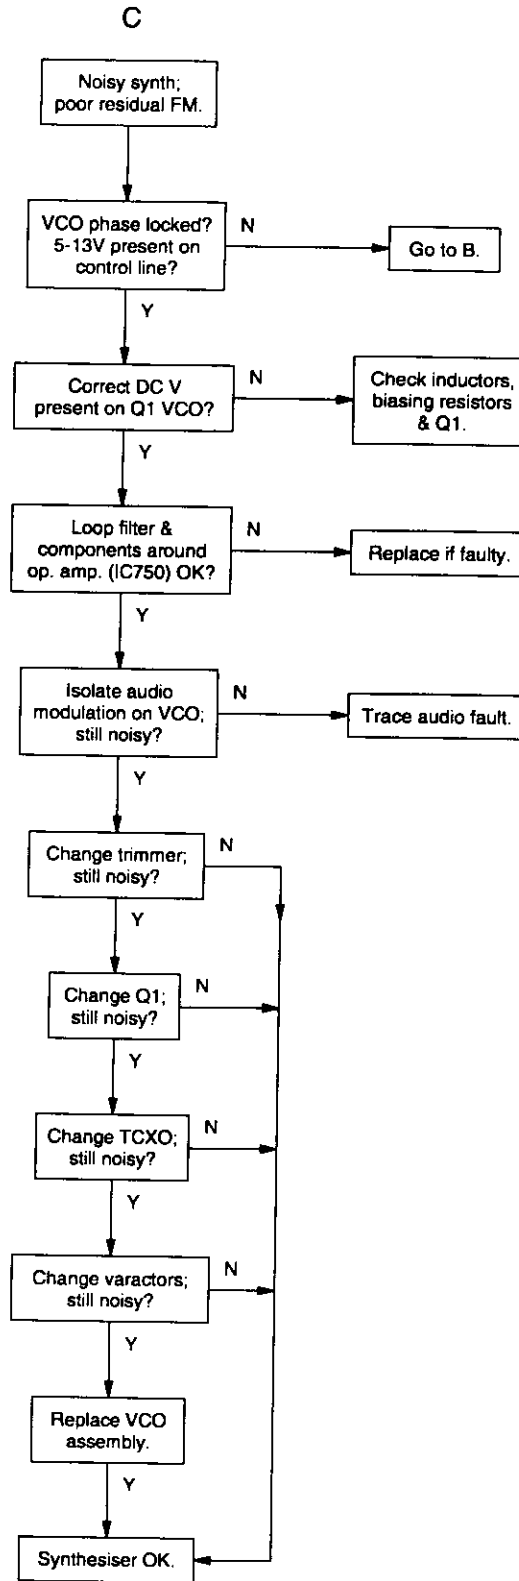 C
Noisy synth;
poor residual FM.
VCO phase locked?
5-13V present on
control line?
N
Go to B.
Y
Correct DC V
present on Q1 VCO?
N
Check inductors,
biasing resistors
& Q1.
Y
Loop filter &
components around
op. amp. (IC750) OK?
N
Replace if faulty.
Y
Isolate audio
modulation on VCO;
still noisy?
N
Trace audio fault.
Y
Change trimmer;
still noisy?
N
Y
Change Q1;
still noisy?
N
Y
Change TCXO;
still noisy?
N
Y
Change varactors;
still noisy?
N
Y
Replace VCO
assembly.
Y
Synthesiser OK.